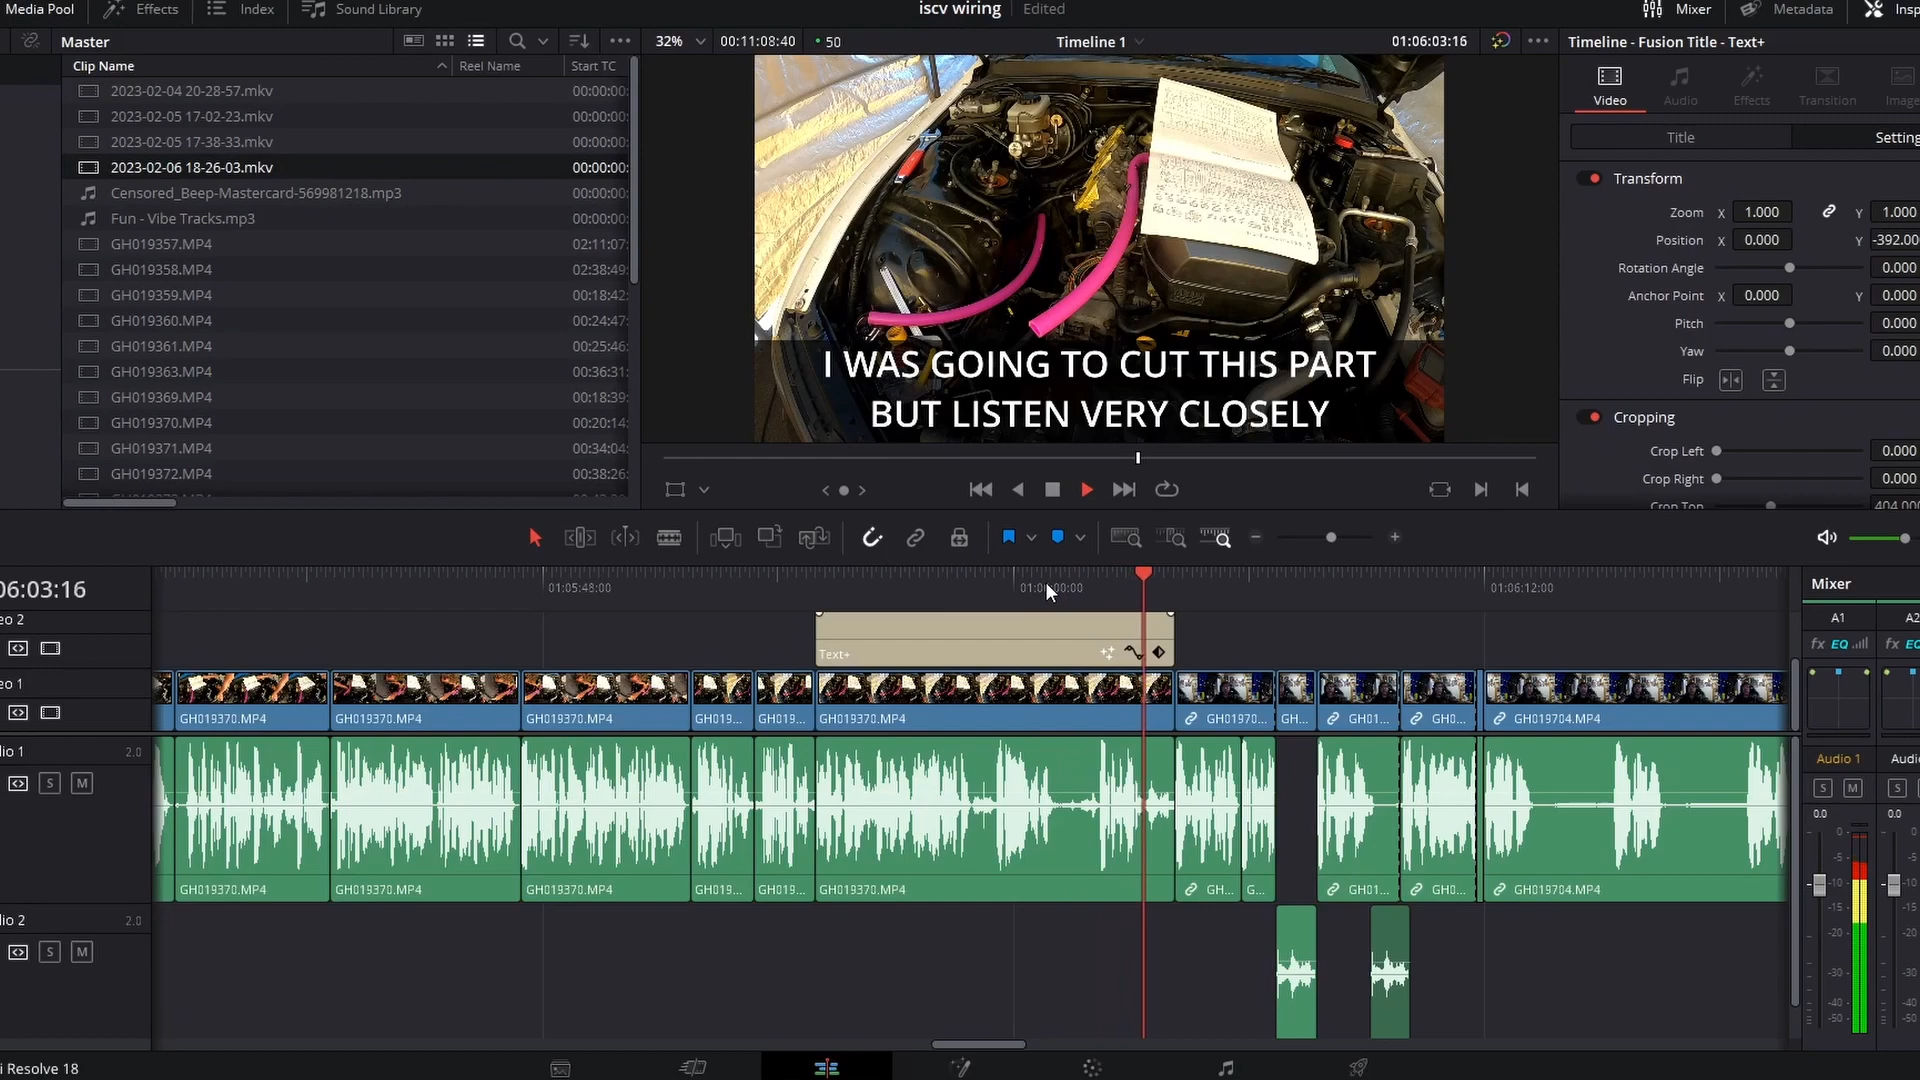 Media Pool
Effects
Index
Sound Library
iscv wiring
Edited
Mixer
Metadata
Master
32%
00:11:08:40
50
Timeline 1
01:06:03:16
Timeline - Fusion Title - Text+
Clip Name
Reel Name
Start TC
2023-02-04 20-28-57.mkv
00:00:00:
2023-02-05 17-02-23.mkv
00:00:00:
2023-02-05 17-38-33.mkv
00:00:00:
2023-02-06 18-26-03.mkv
00:00:00:
Censored_Beep-Mastercard-569981218.mp3
00:00:00:
Fun - Vibe Tracks.mp3
00:00:00:
GH019357.MP4
02:11:07:
GH019358.MP4
02:38:49:
GH019359.MP4
00:18:42:
GH019360.MP4
00:24:47:
GH019361.MP4
00:25:46:
GH019363.MP4
00:36:31:
GH019369.MP4
00:18:39:
GH019370.MP4
00:20:14:
GH019371.MP4
00:34:04:
GH019372.MP4
00:38:26:
I WAS GOING TO CUT THIS PART
BUT LISTEN VERY CLOSELY
Video
Audio
Effects
Transition
Image
Title
Setting
Transform
Zoom X 1.000 Y 1.000
Position X 0.000 Y -392.00
Rotation Angle 0.000
Anchor Point X 0.000 Y 0.000
Pitch 0.000
Yaw 0.000
Flip
Cropping
Crop Left 0.000
Crop Right 0.000
Crop Top 404.000
06:03:16
01:05:48:00
01:06:00:00
01:06:12:00
eo 2
Text+
eo 1
GH019370.MP4
GH019370.MP4
GH019370.MP4
GH019...
GH019...
GH019370.MP4
GH01970...
GH...
GH01...
GH0...
GH019704.MP4
io 1
2.0
S M
GH019370.MP4
GH019370.MP4
GH019370.MP4
GH019...
GH019...
GH019370.MP4
GH...
G...
GH01...
GH0...
GH019704.MP4
io 2
2.0
S M
Mixer
A1
A2
fx EQ
fx EQ
Audio 1
Audio
S M
S
0.0
0.0
0
-5
-10
-15
-20
-30
-40
-50
0
-5
-10
-15
-20
-30
-40
-50
i Resolve 18